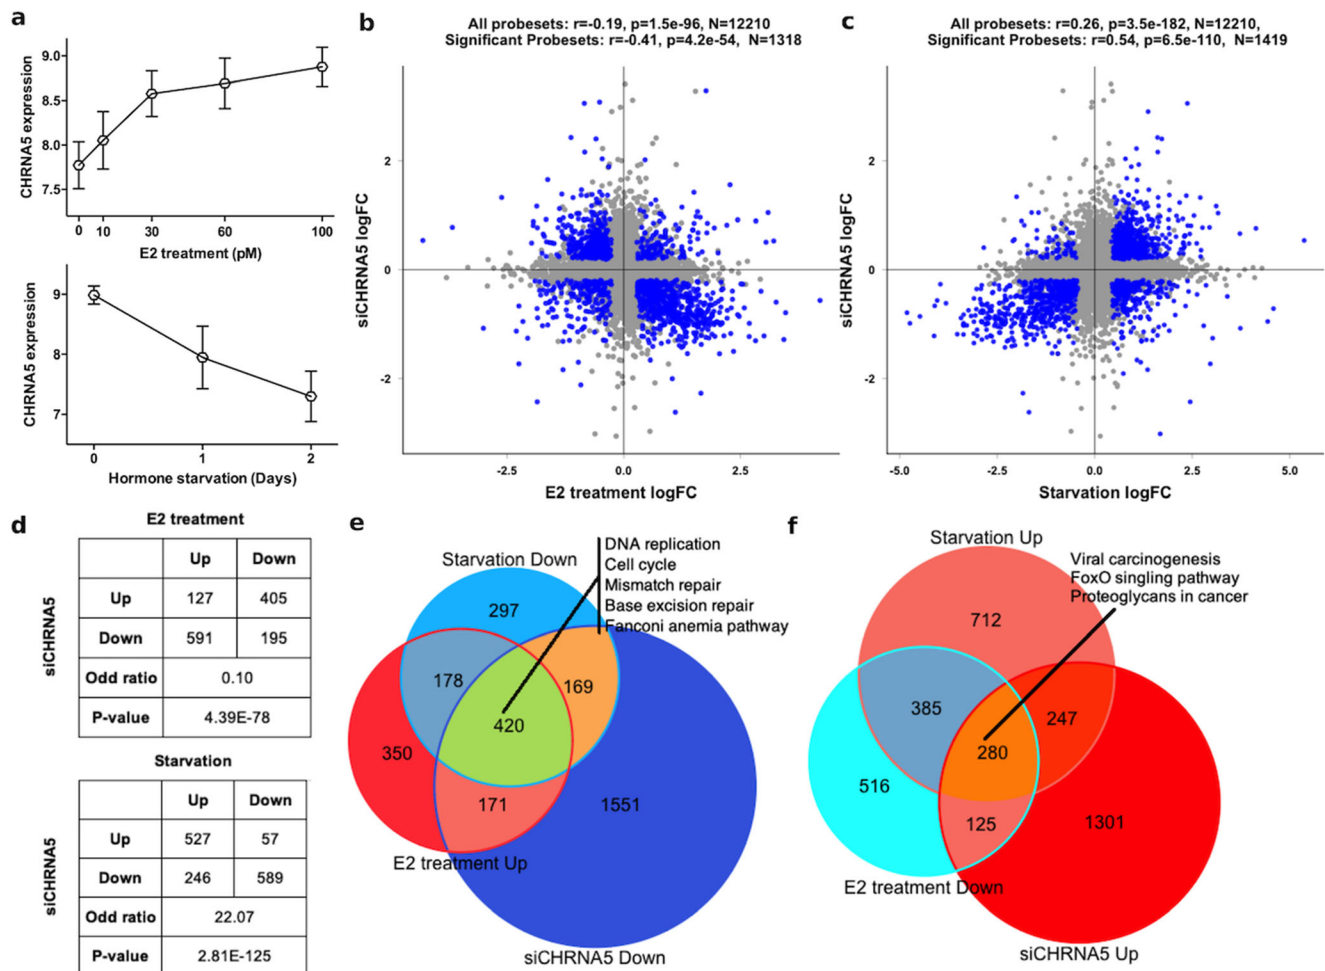 a
CHRNA5 expression
9.0
8.5
8.0
7.5
0 10 30 60 100
E2 treatment (pM)
CHRNA5 expression
9
8
7
0 1 2
Hormone starvation (Days)
b
All probesets: r=-0.19, p=1.5e-96, N=12210
Significant Probesets: r=-0.41, p=4.2e-54, N=1318
siCHRNA5 logFC
2
0
-2
-2.5 0.0 2.5
E2 treatment logFC
c
All probesets: r=0.26, p=3.5e-182, N=12210,
Significant Probesets: r=0.54, p=6.5e-110, N=1419
siCHRNA5 logFC
2
0
-2
-5.0 -2.5 0.0 2.5 5.0
Starvation logFC
d
E2 treatment
siCHRNA5
Up Down
Up 127 405
Down 591 195
Odd ratio 0.10
P-value 4.39E-78
Starvation
siCHRNA5
Up Down
Up 527 57
Down 246 589
Odd ratio 22.07
P-value 2.81E-125
e
DNA replication
Cell cycle
Mismatch repair
Base excision repair
Fanconi anemia pathway
Starvation Down
297
178
169
420
350
171
1551
E2 treatment Up
siCHRNA5 Down
f
Starvation Up
Viral carcinogenesis
FoxO singling pathway
Proteoglycans in cancer
712
385
247
280
516
125
1301
E2 treatment Down
siCHRNA5 Up